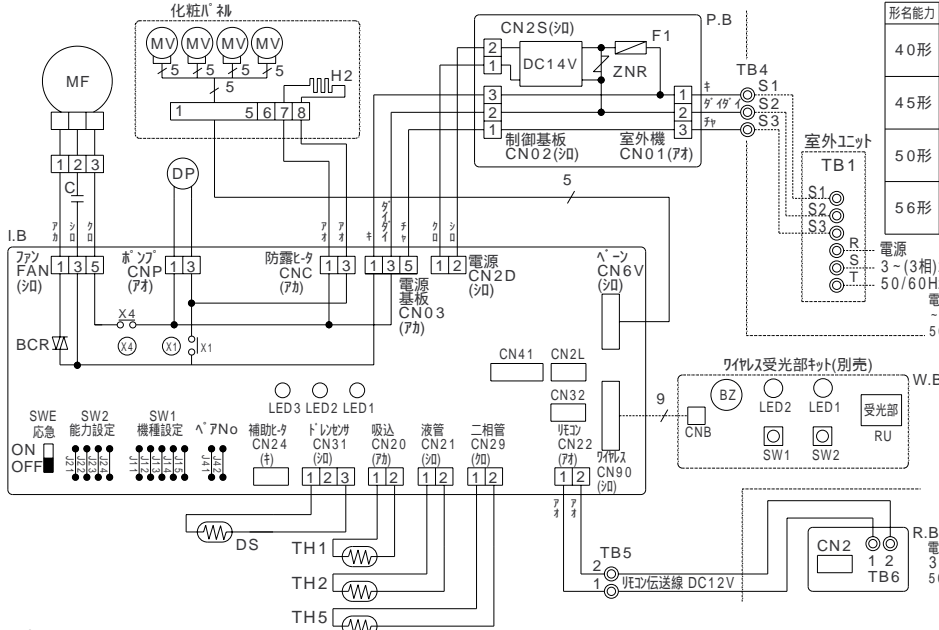 化粧ﾊﾟﾈﾙ
MV MV MV MV
5 5 5 5
5
H2
1 5 6 7 8
MF
1 2 3
C
DP
P.B
CN2S(ｼﾛ)
2
1
DC14V
F1
ZNR
3
2
1
1
2
3
制御基板
CN02(ｼﾛ)
室外機
CN01(ｱｵ)
TB4
ｷ S1
ﾀﾞｲﾀﾞｲ S2
ﾁｬ S3
室外ユニット
TB1
S1
S2
S3
R
S
T
電源
3~(3相)
50/60H
電
~
5
形名能力
40形
45形
50形
56形
5
I.B
ｱｶ ｼﾛ ｸﾛ
ｱｵ ｱｵ
ｷ ﾀﾞｲﾀﾞｲ ﾁｬ
ｸﾛ ｼﾛ
ﾌｧﾝ
FAN
(ｼﾛ)
1 3 5
ﾎﾟﾝﾌﾟ
CNP
(ｱｵ)
1 3
防露ﾋｰﾀ
CNC
(ｱｶ)
1 3
1 3 5
電源
基板
CN03
(ｱｶ)
1 2
電源
CN2D
(ｼﾛ)
ﾍﾞｰﾝ
CN6V
(ｼﾛ)
X4
X4
X1
X1
BCR
CN41
CN2L
CN32
9
ﾜｲﾔﾚｽ受光部ｷｯﾄ(別売)
W.B
BZ
LED2
LED1
受光部
RU
CNB
SW1
SW2
LED3 LED2 LED1
SWE
応急
ON
OFF
SW2
能力設定
J21 J22 J23 J24
SW1
機種設定
J11 J12 J13 J14 J15
ﾍﾟｱNo
J41 J42
補助ﾋｰﾀ
CN24
(ｷ)
ﾄﾞﾚﾝｾﾝｻ
CN31
(ｼﾛ)
1 2 3
吸込
CN20
(ｱｶ)
1 2
液管
CN21
(ｼﾛ)
1 2
二相管
CN29
(ｸﾛ)
1 2
ﾘﾓｺﾝ
CN22
(ｱｵ)
1 2
ﾜｲﾔﾚｽ
CN90
(ｼﾛ)
ｱｵ ｱｵ
DS
TH1
TH2
TH5
TB5
2
1
ﾘﾓｺﾝ伝送線 DC12V
CN2
1 2
TB6
R.B
電
3
5